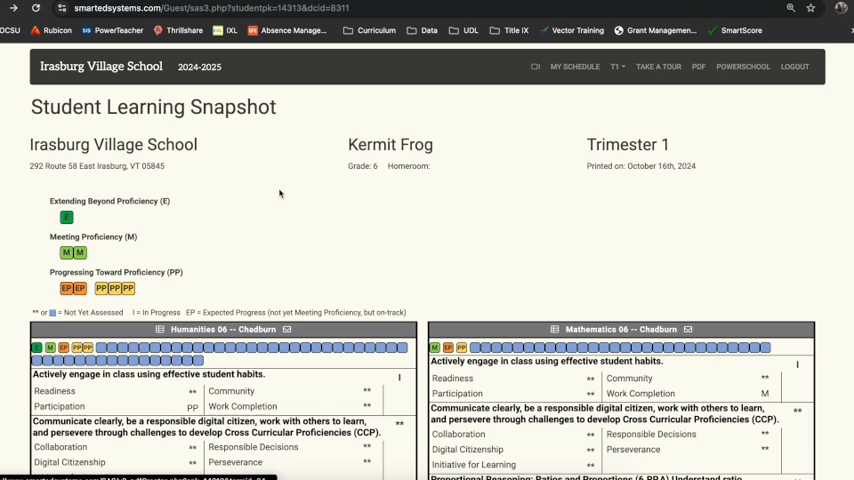 smartedsystems.com/Guest/sas3.php?studentpk=14313&dcid=8311
OCSU Rubicon PowerTeacher Thrillshare IXL Absence Manage... Curriculum Data UDL Title IX Vector Training Grant Managemen... SmartScore
Irasburg Village School 2024-2025 MY SCHEDULE T1 TAKE A TOUR PDF POWERSCHOOL LOGOUT
Student Learning Snapshot
Irasburg Village School Kermit Frog Trimester 1
292 Route 58 East Irasburg, VT 05845 Grade: 6 Homeroom: Printed on: October 16th, 2024
Extending Beyond Proficiency (E)
E
Meeting Proficiency (M)
M M
Progressing Toward Proficiency (PP)
EP EP PP PP PP
** or = Not Yet Assessed I = In Progress EP = Expected Progress (not yet Meeting Proficiency, but on-track)
Humanities 06 -- Chadburn
E M EP PP PP
Actively engage in class using effective student habits. I
Readiness ** Community **
Participation PP Work Completion **
Communicate clearly, be a responsible digital citizen, work with others to learn, **
and persevere through challenges to develop Cross Curricular Proficiencies (CCP).
Collaboration ** Responsible Decisions **
Digital Citizenship ** Perseverance **
Mathematics 06 -- Chadburn
M EP PP
Actively engage in class using effective student habits. I
Readiness ** Community **
Participation ** Work Completion M
Communicate clearly, be a responsible digital citizen, work with others to learn, **
and persevere through challenges to develop Cross Curricular Proficiencies (CCP).
Collaboration ** Responsible Decisions **
Digital Citizenship ** Perseverance **
Initiative for Learning **
Proportional Reasoning: Ratios and Proportions (6.PRA) Understand ratio